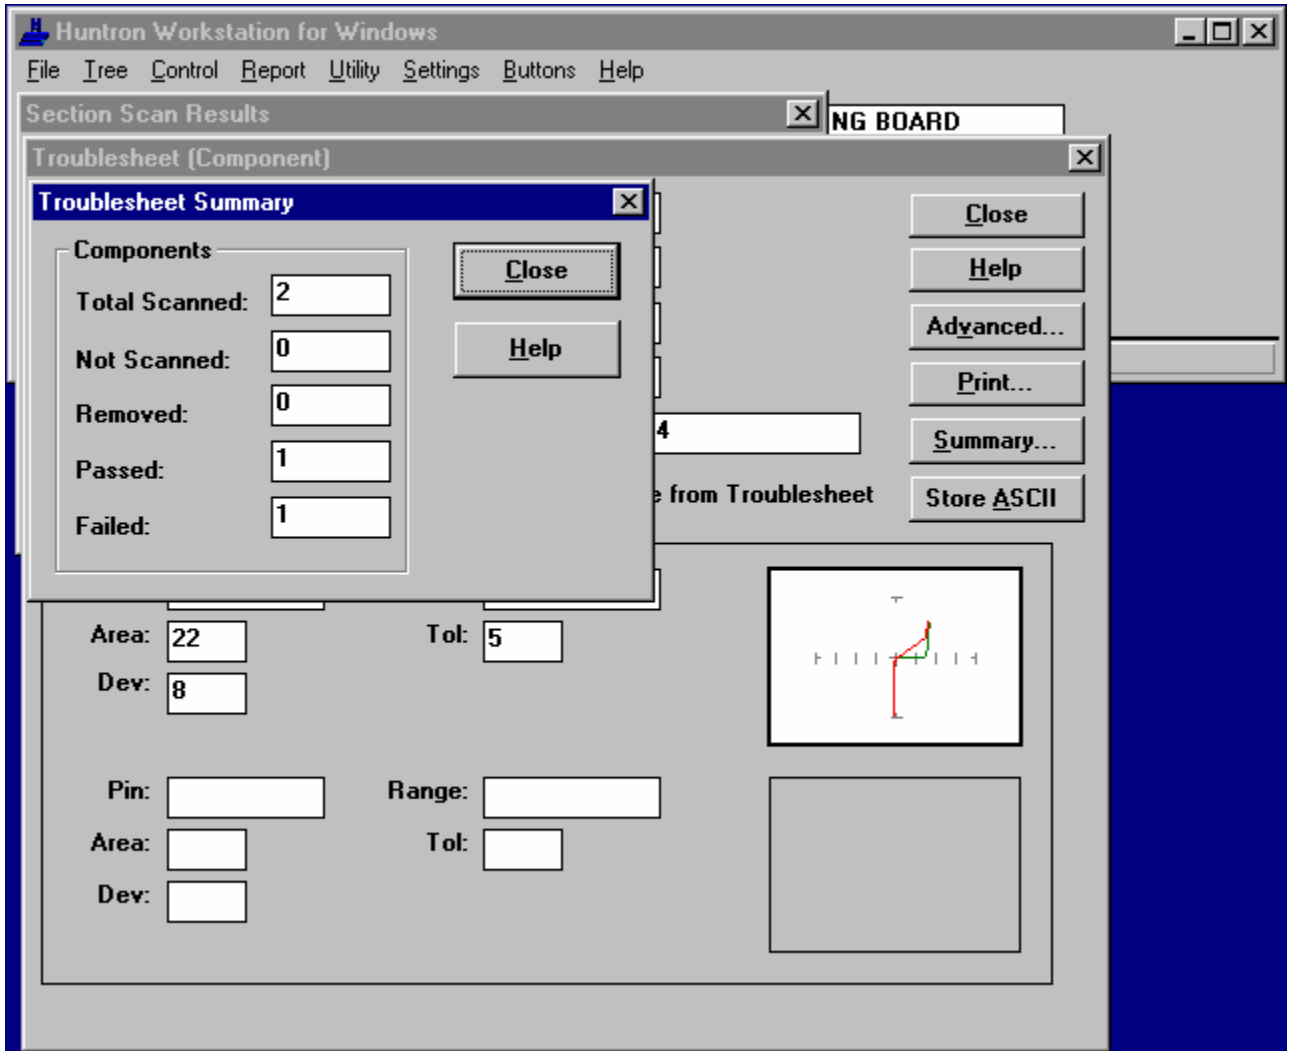 Huntron Workstation for Windows
File Tree Control Report Utility Settings Buttons Help
Section Scan Results
NG BOARD
Troublesheet (Component)
Troublesheet Summary
Close
Components
Close
Help
Total Scanned: 2
Advanced...
Not Scanned: 0
Help
Print...
Removed: 0
4
Summary...
Passed: 1
e from Troublesheet
Store ASCII
Failed: 1
Area: 22 Tol: 5
Dev: 8
Pin: Range:
Area: Tol:
Dev: